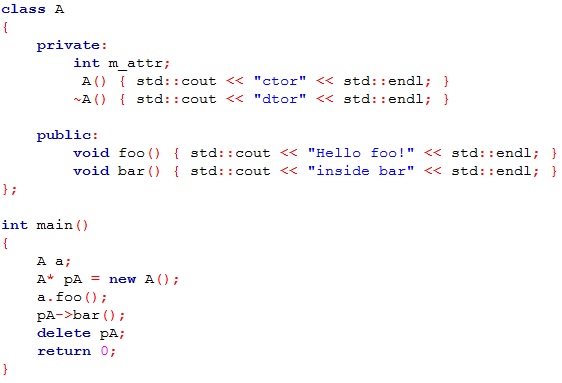 class A
{
    private:
        int m_attr;
         A() { std::cout << "ctor" << std::endl; }
        ~A() { std::cout << "dtor" << std::endl; }

    public:
        void foo() { std::cout << "Hello foo!" << std::endl; }
        void bar() { std::cout << "inside bar" << std::endl; }
};

int main()
{
    A a;
    A* pA = new A();
    a.foo();
    pA->bar();
    delete pA;
    return 0;
}